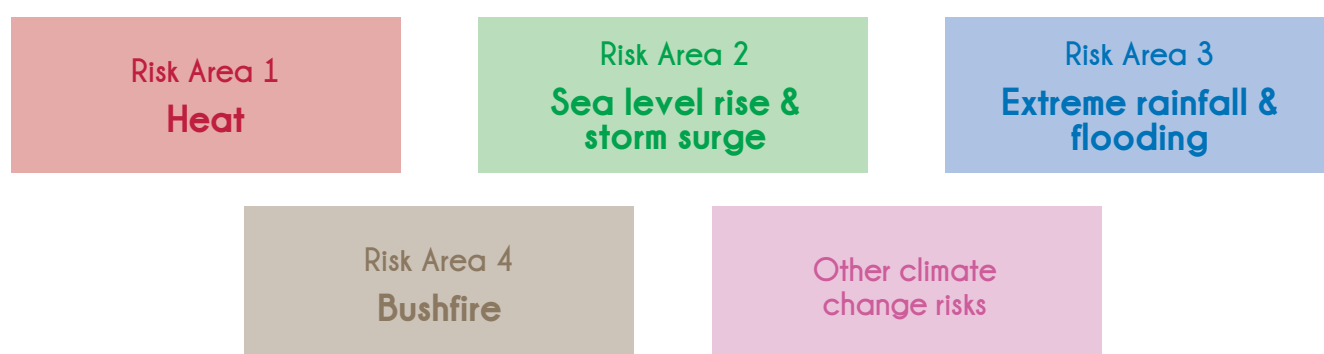 Risk Area 1
Heat
Risk Area 2
Sea level rise &
storm surge
Risk Area 3
Extreme rainfall &
flooding
Risk Area 4
Bushfire
Other climate
change risks